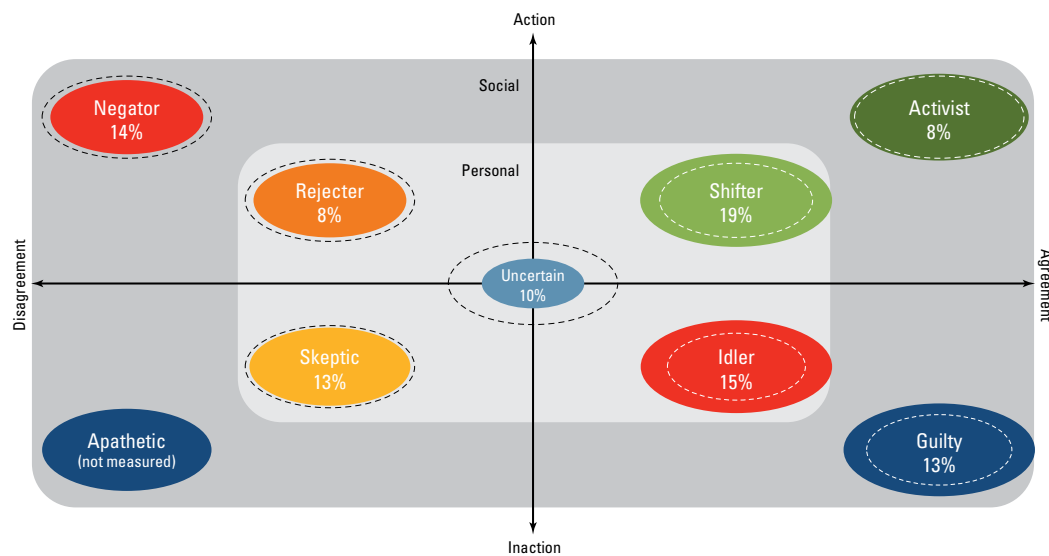 Action
Social
Negator
14%
Activist
8%
Personal
Rejecter
8%
Shifter
19%
Disagreement
Uncertain
10%
Agreement
Skeptic
13%
Idler
15%
Apathetic
(not measured)
Guilty
13%
Inaction